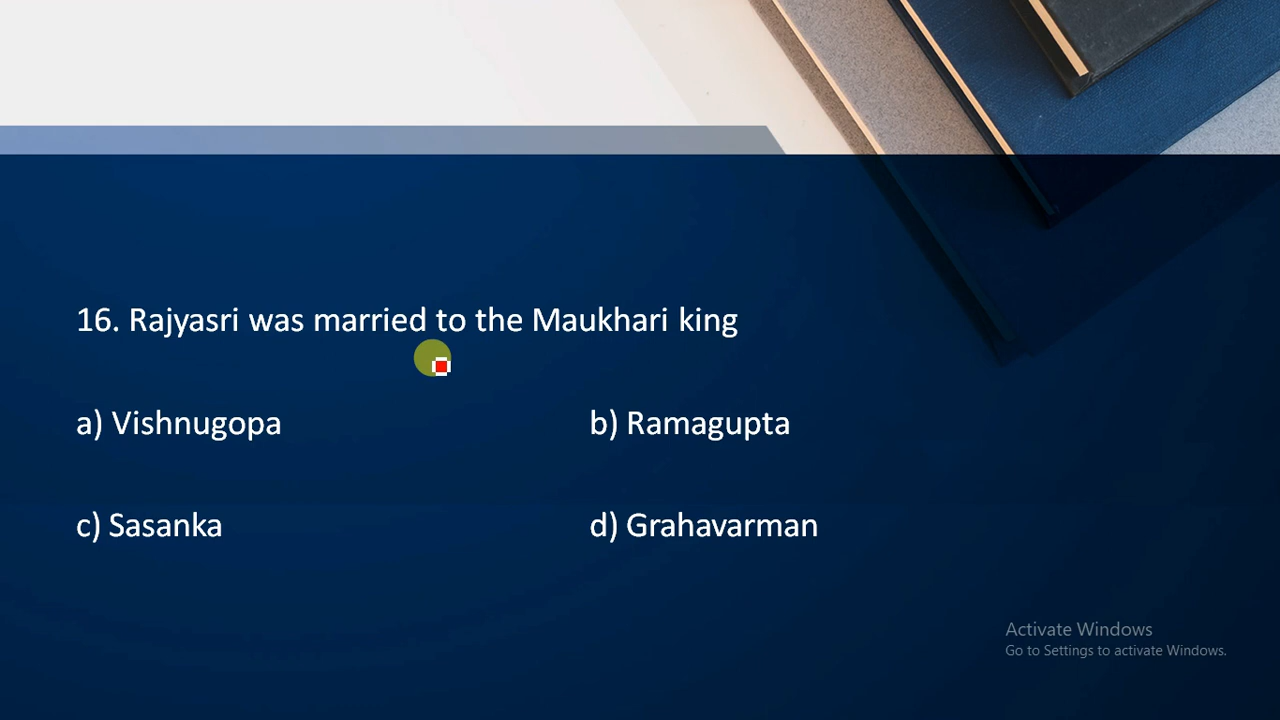 16. Rajyasri was married to the Maukhari king
a) Vishnugopa
b) Ramagupta
c) Sasanka
d) Grahavarman
Activate Windows
Go to Settings to activate Windows.